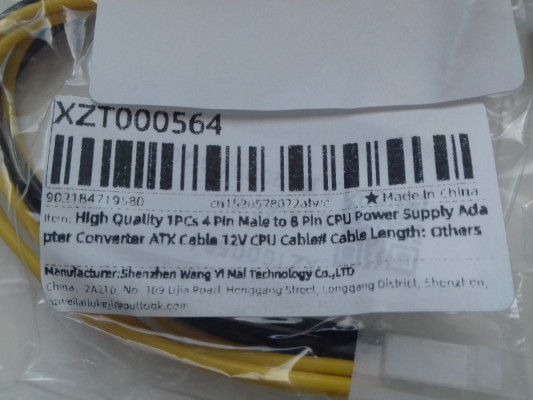 XZT000564
902184719580
★ Made in China
Item: High Quality 1PCs 4 Pin Male to 8 Pin CPU Power Supply Ada
pter Converter ATX Cable 12V CPU Cable# Cable Length: Others
Manufacturer:Shenzhen Wang Yi Mai Technology Co.,LTD
China, 2A210, No. 109 Lijia Road, Henggang Street, Longgang District, Shenzhen,